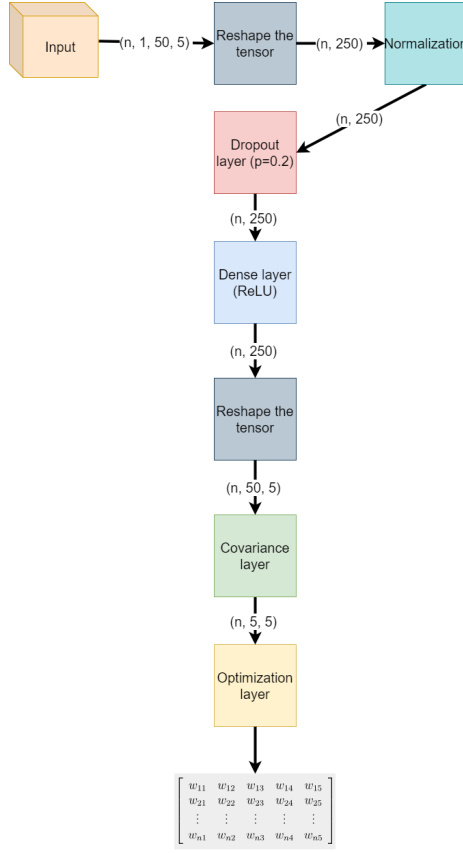 Input
(n, 1, 50, 5)
Reshape the
tensor
(n, 250)
Normalization
(n, 250)
Dropout
layer (p=0.2)
(n, 250)
Dense layer
(ReLU)
(n, 250)
Reshape the
tensor
(n, 50, 5)
Covariance
layer
(n, 5, 5)
Optimization
layer
w11 w12 w13 w14 w15
w21 w22 w23 w24 w25
⋮ ⋮ ⋮ ⋮ ⋮
wn1 wn2 wn3 wn4 wn5